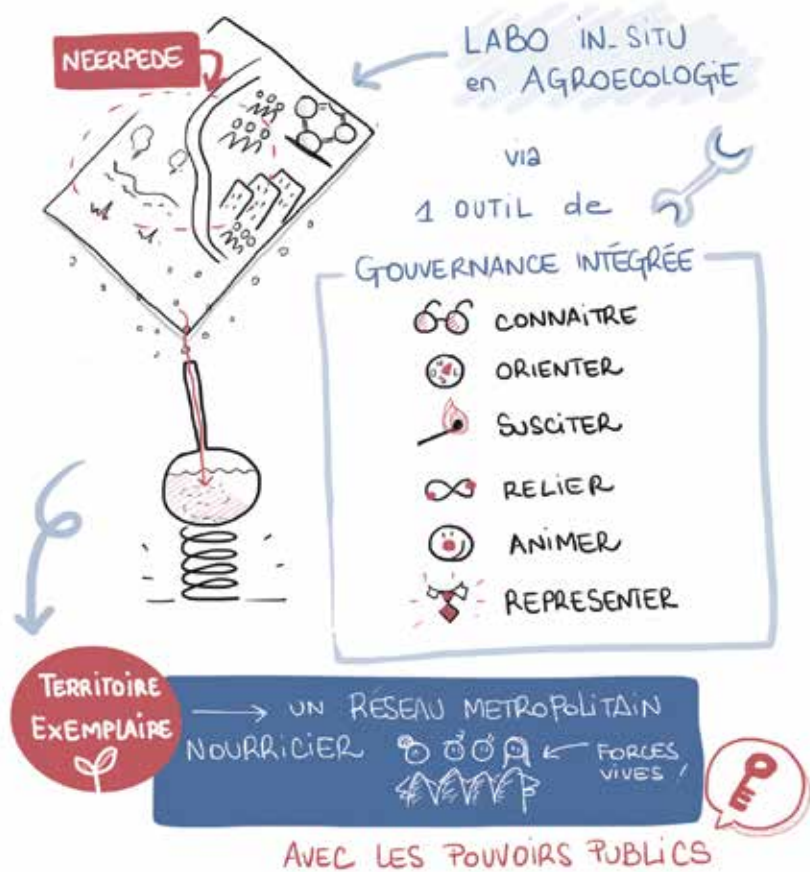 NEERPEDE
LABO IN-SITU
en AGROECOLOGIE
via
1 OUTIL de
GOUVERNANCE INTÉGRÉE
CONNAITRE
ORIENTER
SUSCITER
RELIER
ANIMER
REPRESENTER
TERRITOIRE
EXEMPLAIRE
UN RÉSEAU METROPOLITAIN
NOURRICIER
FORCES
VIVES !
AVEC LES POUVOIRS PUBLICS